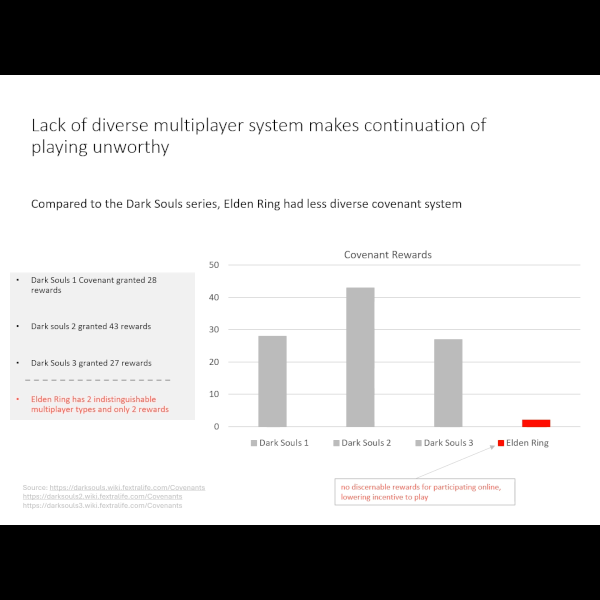 Lack of diverse multiplayer system makes continuation of
playing unworthy
Compared to the Dark Souls series, Elden Ring had less diverse covenant system
• Dark Souls 1 Covenant granted 28
rewards
• Dark souls 2 granted 43 rewards
• Dark Souls 3 granted 27 rewards
• Elden Ring has 2 indistinguishable
multiplayer types and only 2 rewards
Covenant Rewards
50
40
30
20
10
0
Dark Souls 1 Dark Souls 2 Dark Souls 3 Elden Ring
no discernable rewards for participating online,
lowering incentive to play
Source: https://darksouls.wiki.fextralife.com/Covenants
https://darksouls2.wiki.fextralife.com/Covenants
https://darksouls3.wiki.fextralife.com/Covenants